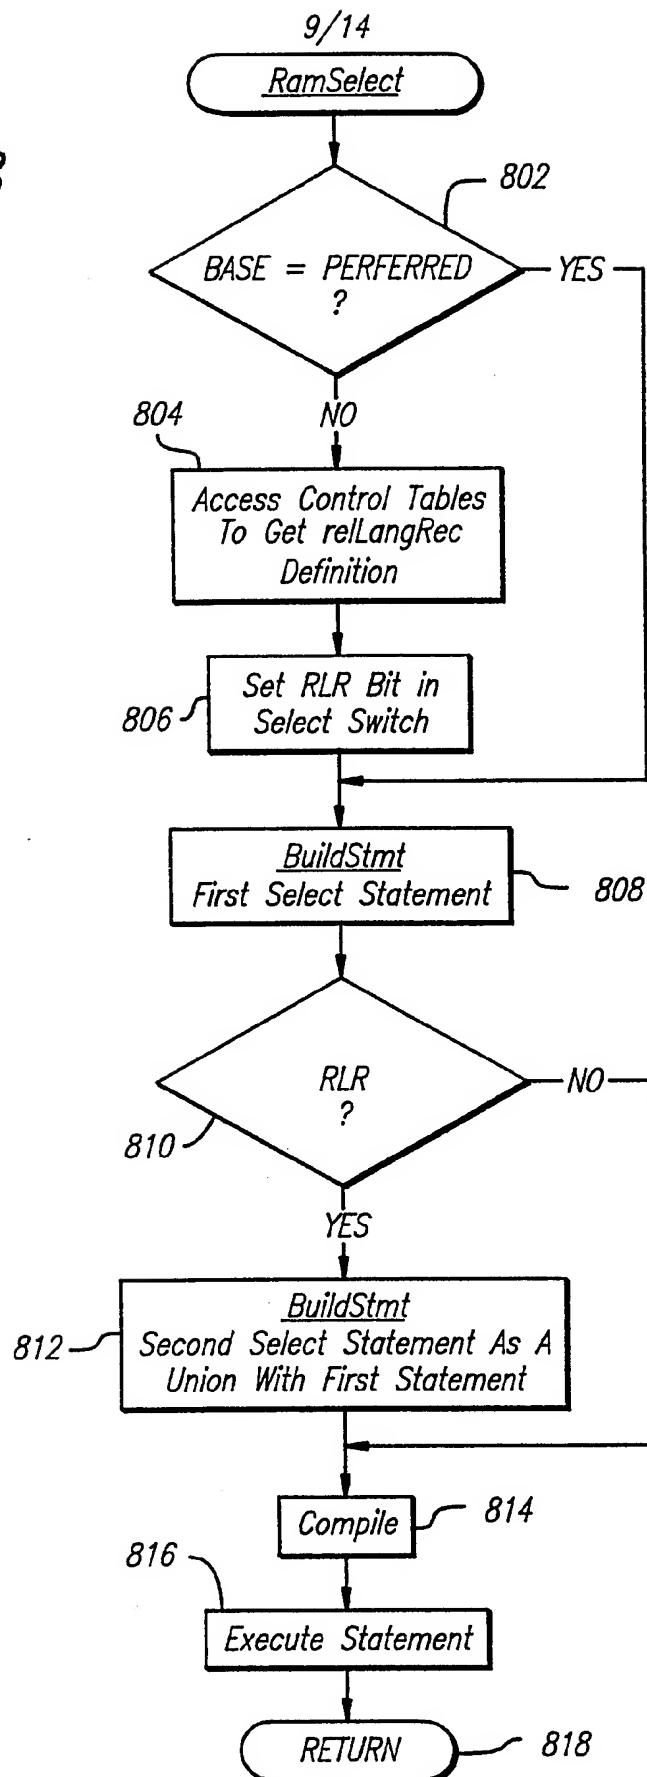 9/14
RamSelect
802
BASE = PERFERRED
?
YES
NO
804
Access Control Tables
To Get relLangRec
Definition
Set RLR Bit in
Select Switch
806
BuildStmt
First Select Statement
808
RLR
?
NO
810
YES
BuildStmt
Second Select Statement As A
Union With First Statement
812
Compile
814
816
Execute Statement
RETURN
818